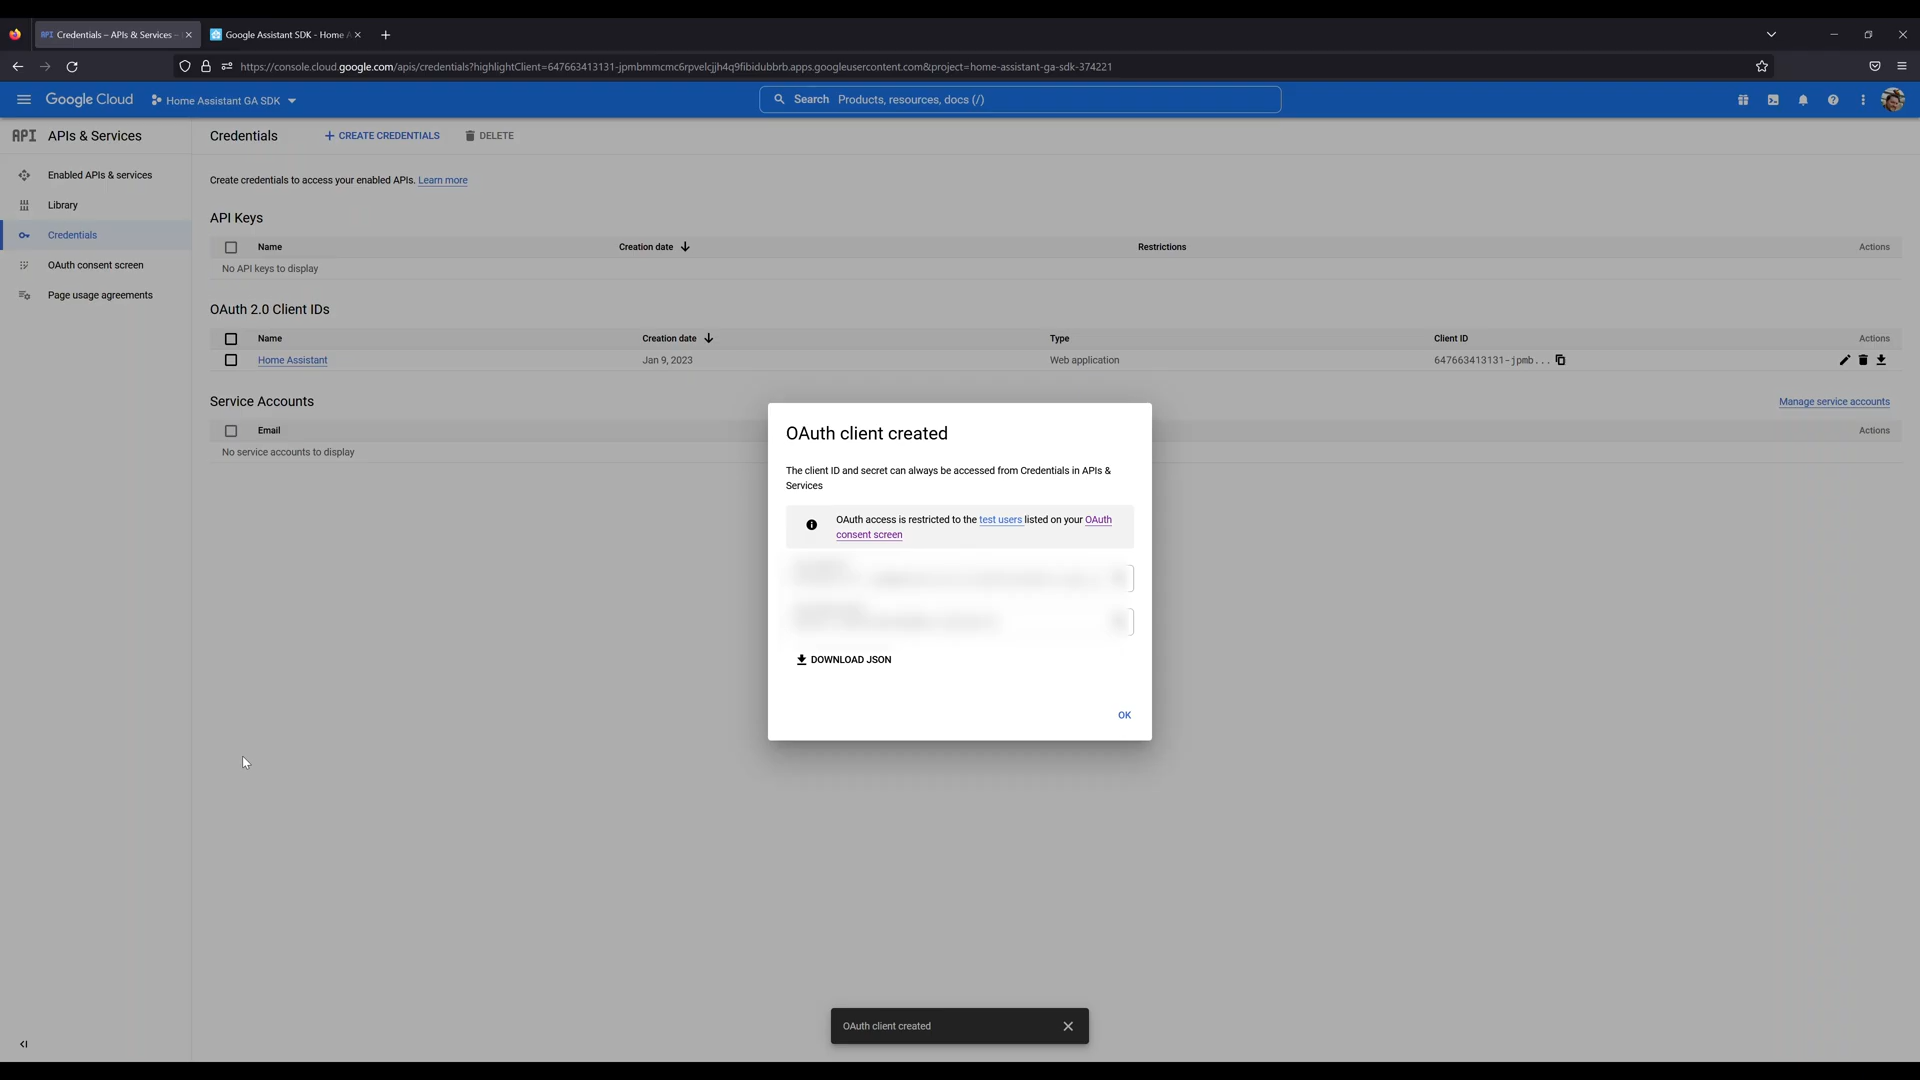 API Credentials – APIs & Services –
Google Assistant SDK - Home A
https://console.cloud.google.com/apis/credentials?highlightClient=647663413131-jpmbmmcmc6rpvelcjjh4q9fibidubbrb.apps.googleusercontent.com&project=home-assistant-ga-sdk-374221
Google Cloud
Home Assistant GA SDK
Search Products, resources, docs (/)
API APIs & Services
Enabled APIs & services
Library
Credentials
OAuth consent screen
Page usage agreements
Credentials
CREATE CREDENTIALS
DELETE
Create credentials to access your enabled APIs. Learn more
API Keys
Name Creation date Restrictions Actions
No API keys to display
OAuth 2.0 Client IDs
Name Creation date Type Client ID Actions
Home Assistant Jan 9, 2023 Web application 647663413131-jpmb...
Service Accounts Manage service accounts
Email Actions
No service accounts to display
OAuth client created
The client ID and secret can always be accessed from Credentials in APIs &
Services
OAuth access is restricted to the test users listed on your OAuth
consent screen
DOWNLOAD JSON
OK
OAuth client created